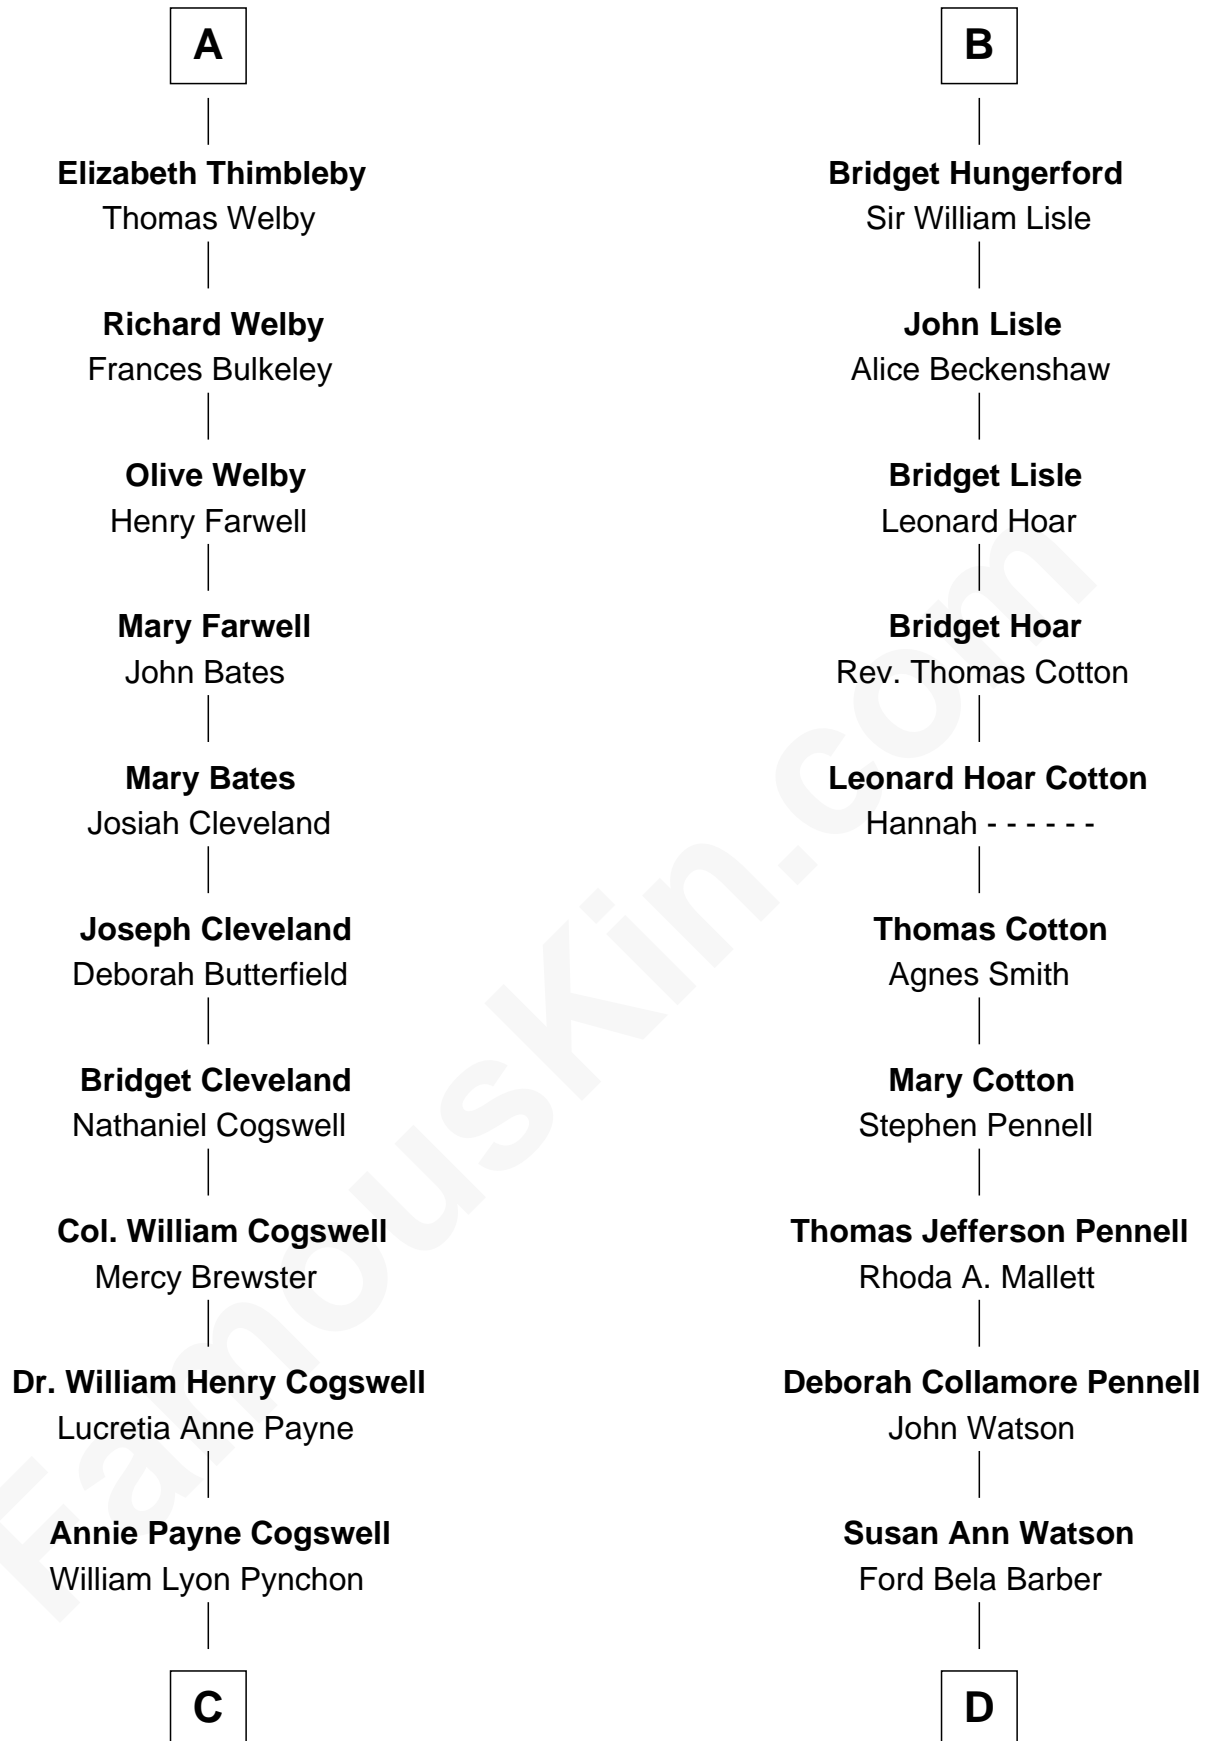 A
Elizabeth Thimbleby
Thomas Welby
Richard Welby
Frances Bulkeley
Olive Welby
Henry Farwell
Mary Farwell
John Bates
Mary Bates
Josiah Cleveland
Joseph Cleveland
Deborah Butterfield
Bridget Cleveland
Nathaniel Cogswell
Col. William Cogswell
Mercy Brewster
Dr. William Henry Cogswell
Lucretia Anne Payne
Annie Payne Cogswell
William Lyon Pynchon
C
B
Bridget Hungerford
Sir William Lisle
John Lisle
Alice Beckenshaw
Bridget Lisle
Leonard Hoar
Bridget Hoar
Rev. Thomas Cotton
Leonard Hoar Cotton
Hannah - - - - - -
Thomas Cotton
Agnes Smith
Mary Cotton
Stephen Pennell
Thomas Jefferson Pennell
Rhoda A. Mallett
Deborah Collamore Pennell
John Watson
Susan Ann Watson
Ford Bela Barber
D
FamousKin.com